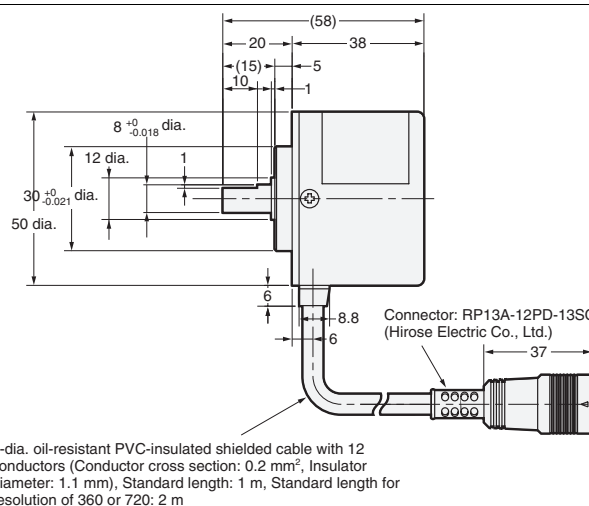 (58)
20
38
(15)
5
10
1
8 +0 -0.018 dia.
12 dia.
1
30 +0 -0.021 dia.
50 dia.
6
8.8
6
Connector: RP13A-12PD-13SC
(Hirose Electric Co., Ltd.)
37
-dia. oil-resistant PVC-insulated shielded cable with 12
onductors (Conductor cross section: 0.2 mm², Insulator
iameter: 1.1 mm), Standard length: 1 m, Standard length for
esolution of 360 or 720: 2 m